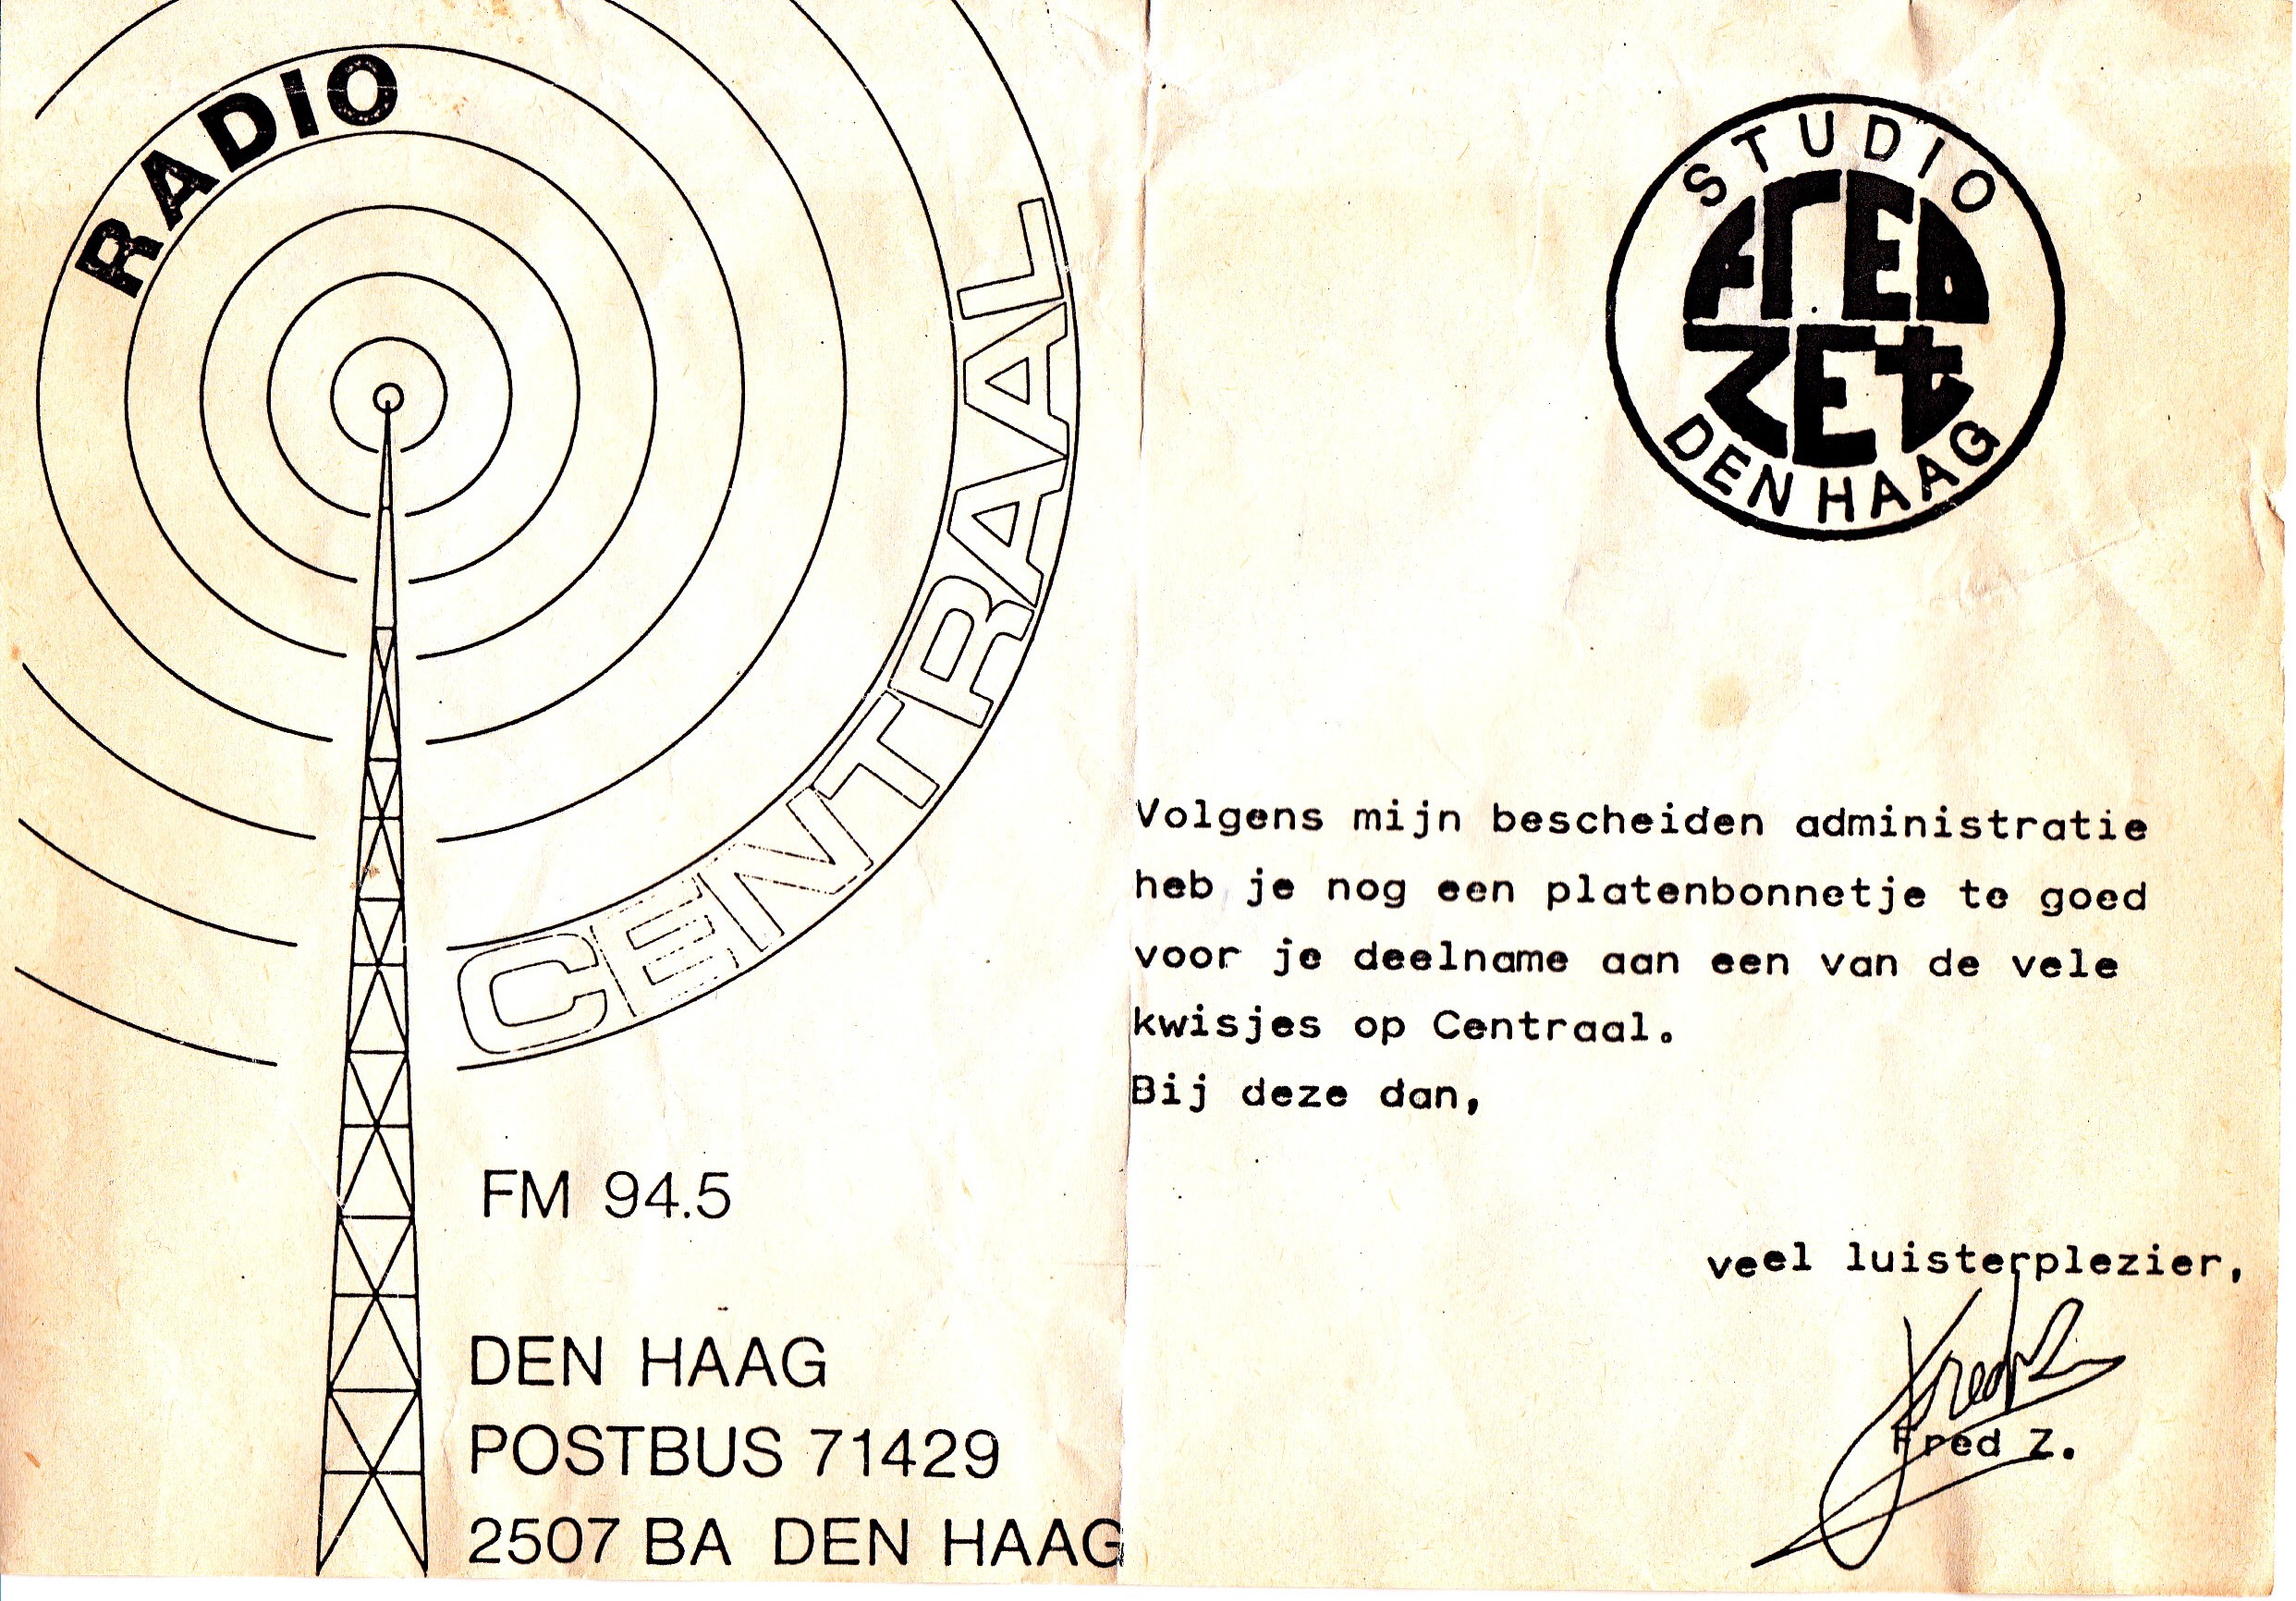 RADIO
CENTRAAL
FM 94.5
DEN HAAG
POSTBUS 71429
2507 BA DEN HAAG
STUDIO
FRED
ZET
DEN HAAG
Volgens mijn bescheiden administratie
heb je nog een platenbonnetje te goed
voor je deelname aan een van de vele
kwisjes op Centraal.
Bij deze dan,
veel luisterplezier,
Fred Z
Fred Z.